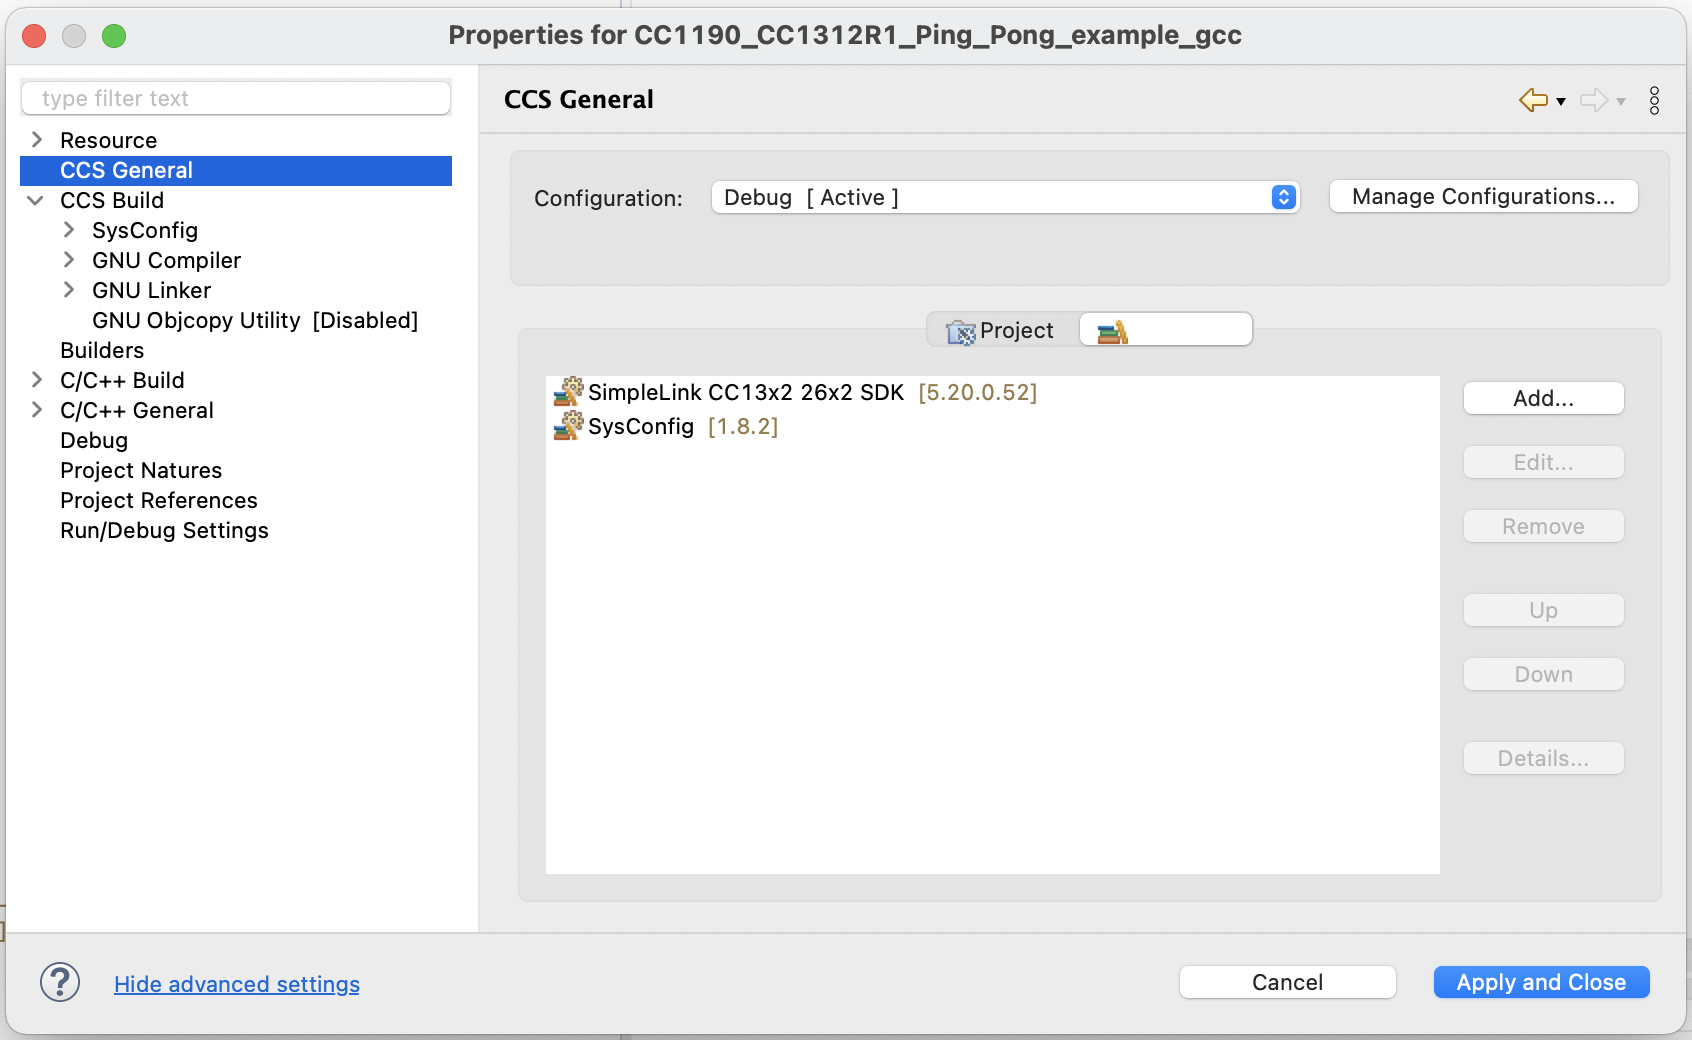 Properties for CC1190_CC1312R1_Ping_Pong_example_gcc
type filter text
Resource
CCS General
CCS Build
SysConfig
GNU Compiler
GNU Linker
GNU Objcopy Utility [Disabled]
Builders
C/C++ Build
C/C++ General
Debug
Project Natures
Project References
Run/Debug Settings
CCS General
Configuration: Debug [ Active ] Manage Configurations...
Project
SimpleLink CC13x2 26x2 SDK [5.20.0.52]
SysConfig [1.8.2]
Add...
Edit...
Remove
Up
Down
Details...
? Hide advanced settings
Cancel Apply and Close